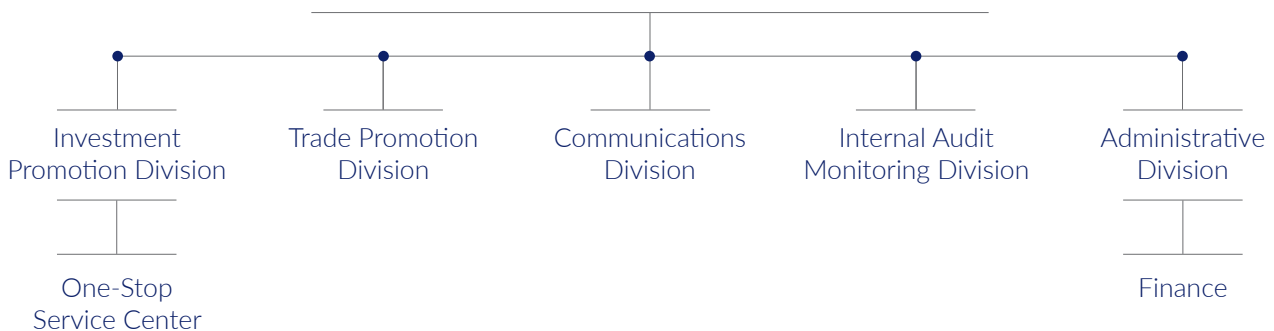 Investment
Promotion Division
Trade Promotion
Division
Communications
Division
Internal Audit
Monitoring Division
Administrative
Division
One-Stop
Service Center
Finance